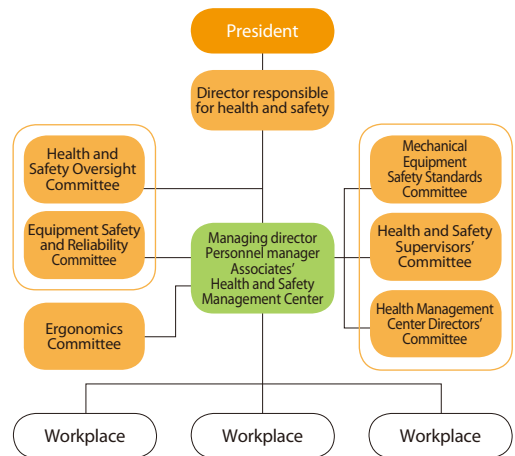 President
Director responsible
for health and safety
Health and
Safety Oversight
Committee
Equipment Safety
and Reliability
Committee
Ergonomics
Committee
Managing director
Personnel manager
Associates'
Health and Safety
Management Center
Mechanical
Equipment
Safety Standards
Committee
Health and Safety
Supervisors'
Committee
Health Management
Center Directors'
Committee
Workplace
Workplace
Workplace